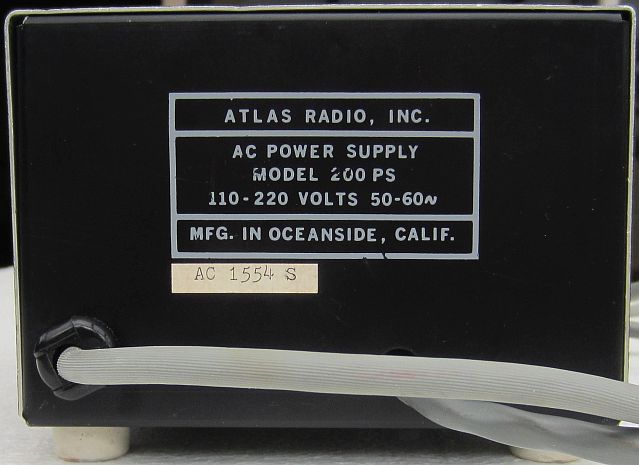 ATLAS RADIO, INC.
AC POWER SUPPLY
MODEL 200 PS
110-220 VOLTS 50-60~
MFG. IN OCEANSIDE, CALIF.
AC 1554 S